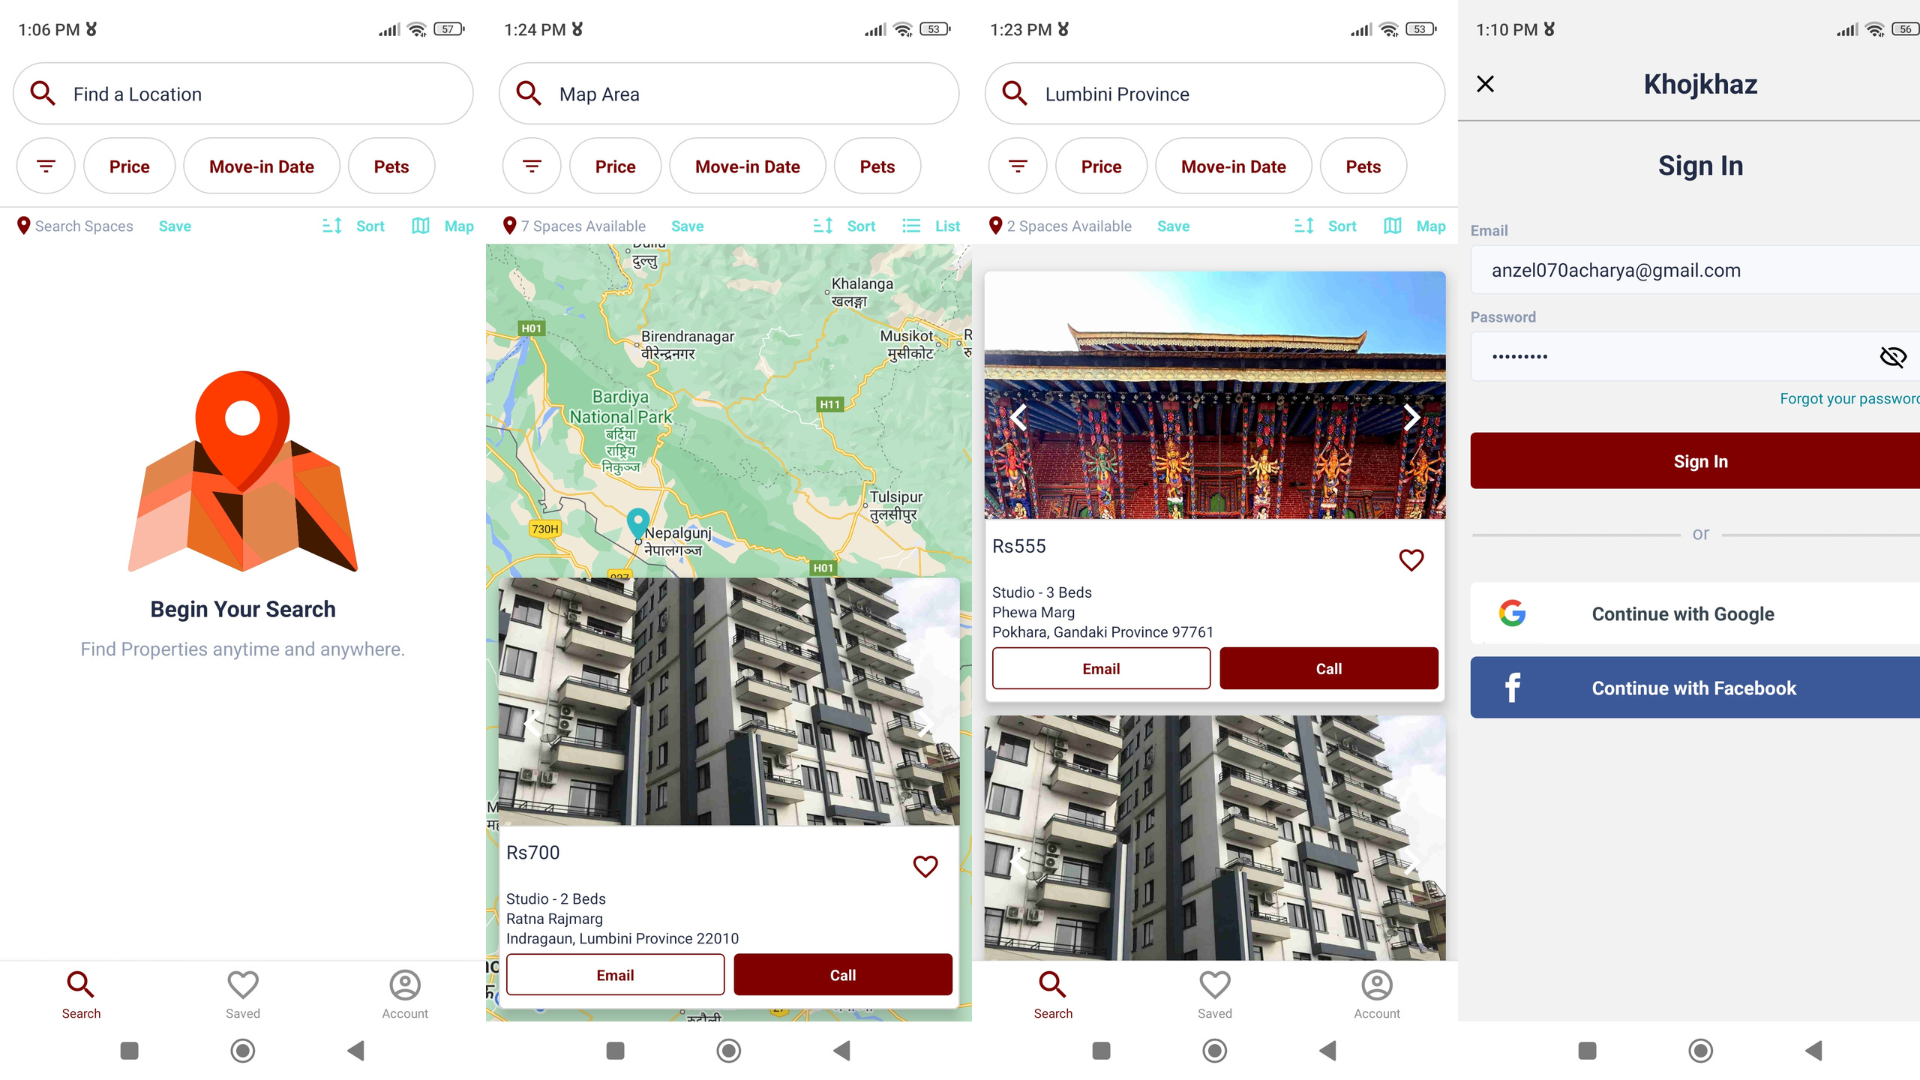 1:06 PM
57
Find a Location
Price
Move-in Date
Pets
Search Spaces
Save
Sort
Map
Begin Your Search
Find Properties anytime and anywhere.
Search
Saved
Account
1:24 PM
53
Map Area
Price
Move-in Date
Pets
7 Spaces Available
Save
Sort
List
दुल्लु
Khalanga
खलङ्गा
H01
Birendranagar
वीरेन्द्रनगर
Musikot
मुसीकोट
Bardiya
National Park
बर्दिया
राष्ट्रिय
निकुञ्ज
H11
Tulsipur
तुलसीपुर
730H
Nepalgunj
नेपालगञ्ज
H01
Rs700
Studio - 2 Beds
Ratna Rajmarg
Indragaun, Lumbini Province 22010
Email
Call
1:23 PM
53
Lumbini Province
Price
Move-in Date
Pets
2 Spaces Available
Save
Sort
Map
Rs555
Studio - 3 Beds
Phewa Marg
Pokhara, Gandaki Province 97761
Email
Call
Search
Saved
Account
1:10 PM
56
Khojkhaz
Sign In
Email
anzel070acharya@gmail.com
Password
•••••••••
Forgot your password
Sign In
or
Continue with Google
Continue with Facebook